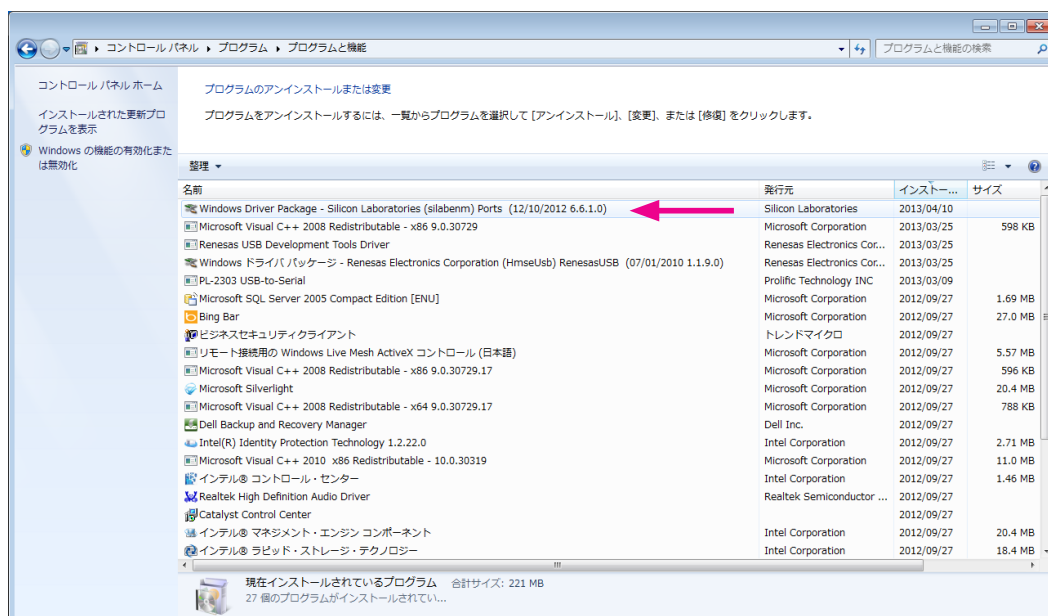 コントロール パネル ▸ プログラム ▸ プログラムと機能
プログラムと機能の検索
コントロール パネル ホーム
インストールされた更新プロ
グラムを表示
Windows の機能の有効化また
は無効化
プログラムのアンインストールまたは変更
プログラムをアンインストールするには、一覧からプログラムを選択して [アンインストール]、[変更]、または [修復] をクリックします。
整理
名前 発行元 インストー... サイズ
Windows Driver Package - Silicon Laboratories (silabenm) Ports (12/10/2012 6.6.1.0) Silicon Laboratories 2013/04/10
Microsoft Visual C++ 2008 Redistributable - x86 9.0.30729 Microsoft Corporation 2013/03/25 598 KB
Renesas USB Development Tools Driver Renesas Electronics Cor... 2013/03/25
Windows ドライバ パッケージ - Renesas Electronics Corporation (HmseUsb) RenesasUSB (07/01/2010 1.1.9.0) Renesas Electronics Cor... 2013/03/25
PL-2303 USB-to-Serial Prolific Technology INC 2013/03/09
Microsoft SQL Server 2005 Compact Edition [ENU] Microsoft Corporation 2012/09/27 1.69 MB
Bing Bar Microsoft Corporation 2012/09/27 27.0 MB
ビジネスセキュリティクライアント トレンドマイクロ 2012/09/27
リモート接続用の Windows Live Mesh ActiveX コントロール (日本語) Microsoft Corporation 2012/09/27 5.57 MB
Microsoft Visual C++ 2008 Redistributable - x86 9.0.30729.17 Microsoft Corporation 2012/09/27 596 KB
Microsoft Silverlight Microsoft Corporation 2012/09/27 20.4 MB
Microsoft Visual C++ 2008 Redistributable - x64 9.0.30729.17 Microsoft Corporation 2012/09/27 788 KB
Dell Backup and Recovery Manager Dell Inc. 2012/09/27
Intel(R) Identity Protection Technology 1.2.22.0 Intel Corporation 2012/09/27 2.71 MB
Microsoft Visual C++ 2010 x86 Redistributable - 10.0.30319 Microsoft Corporation 2012/09/27 11.0 MB
インテル® コントロール・センター Intel Corporation 2012/09/27 1.46 MB
Realtek High Definition Audio Driver Realtek Semiconductor ... 2012/09/27
Catalyst Control Center 2012/09/27
インテル® マネジメント・エンジン コンポーネント Intel Corporation 2012/09/27 20.4 MB
インテル® ラピッド・ストレージ・テクノロジー Intel Corporation 2012/09/27 18.4 MB
現在インストールされているプログラム 合計サイズ: 221 MB
27 個のプログラムがインストールされてい...